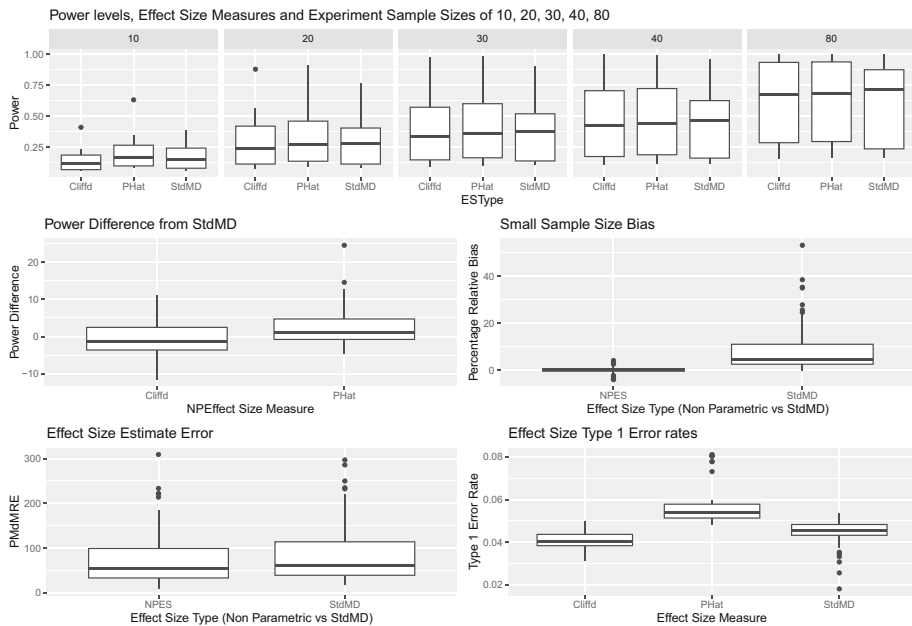 Power levels, Effect Size Measures and Experiment Sample Sizes of 10, 20, 30, 40, 80
10 20 30 40 80
Power
1.00
0.75
0.50
0.25
Cliffd PHat StdMD Cliffd PHat StdMD Cliffd PHat StdMD Cliffd PHat StdMD Cliffd PHat StdMD
ESType
Power Difference from StdMD
Power Difference
20
10
0
−10
Cliffd PHat
NPEffect Size Measure
Small Sample Size Bias
Percentage Relative Bias
40
20
0
NPES StdMD
Effect Size Type (Non Parametric vs StdMD)
Effect Size Estimate Error
PMdMRE
300
200
100
0
NPES StdMD
Effect Size Type (Non Parametric vs StdMD)
Effect Size Type 1 Error rates
Type 1 Error Rate
0.08
0.06
0.04
0.02
Cliffd PHat StdMD
Effect Size Measure